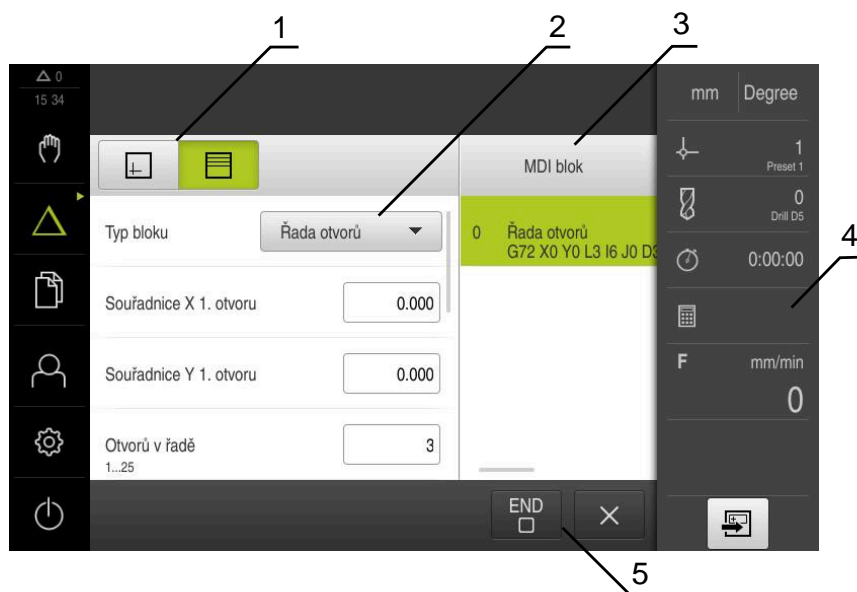 1
2
3
0
15 34
mm Degree
MDI blok
1
Preset 1
Typ bloku
Řada otvorů
0 Řada otvorů
G72 X0 Y0 L3 I6 J0 D3
0
Drill D5
4
0:00:00
Souřadnice X 1. otvoru
0.000
Souřadnice Y 1. otvoru
0.000
F mm/min
0
Otvorů v řadě
1...25
3
END
5